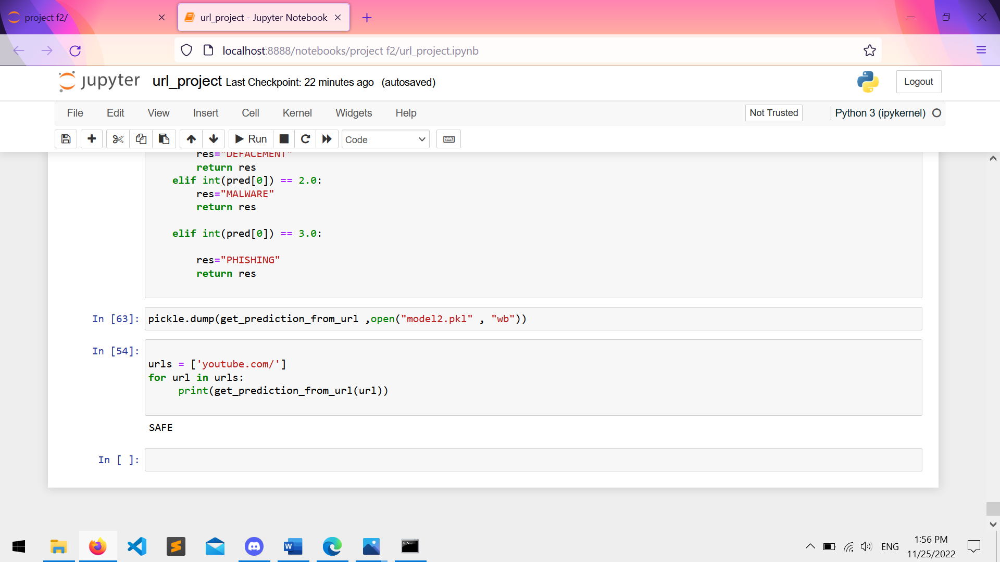 project f2/
url_project - Jupyter Notebook
localhost:8888/notebooks/project f2/url_project.ipynb
jupyter url_project Last Checkpoint: 22 minutes ago (autosaved)
Logout
File Edit View Insert Cell Kernel Widgets Help
Not Trusted
Python 3 (ipykernel)
Run
Code
res="DEFACEMENT"
return res
elif int(pred[0]) == 2.0:
res="MALWARE"
return res
elif int(pred[0]) == 3.0:
res="PHISHING"
return res
In [63]: pickle.dump(get_prediction_from_url ,open("model2.pkl" , "wb"))
In [54]:
urls = ['youtube.com/']
for url in urls:
print(get_prediction_from_url(url))
SAFE
In [ ]:
ENG
1:56 PM
11/25/2022